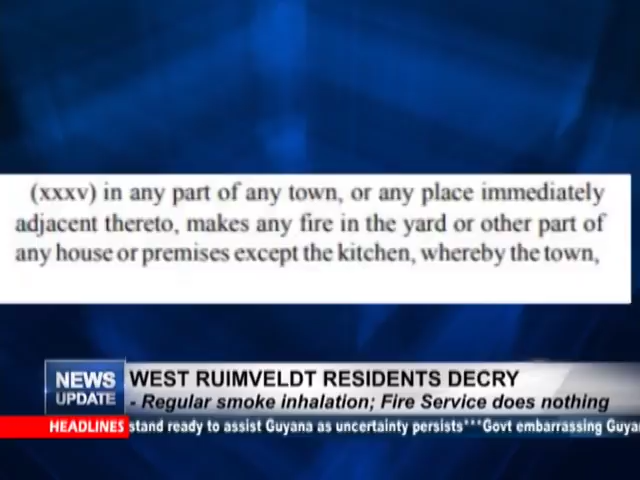 (xxxv) in any part of any town, or any place immediately
adjacent thereto, makes any fire in the yard or other part of
any house or premises except the kitchen, whereby the town,
NEWS
UPDATE
WEST RUIMVELDT RESIDENTS DECRY
- Regular smoke inhalation; Fire Service does nothing
HEADLINES stand ready to assist Guyana as uncertainty persists***Govt embarrassing Guya